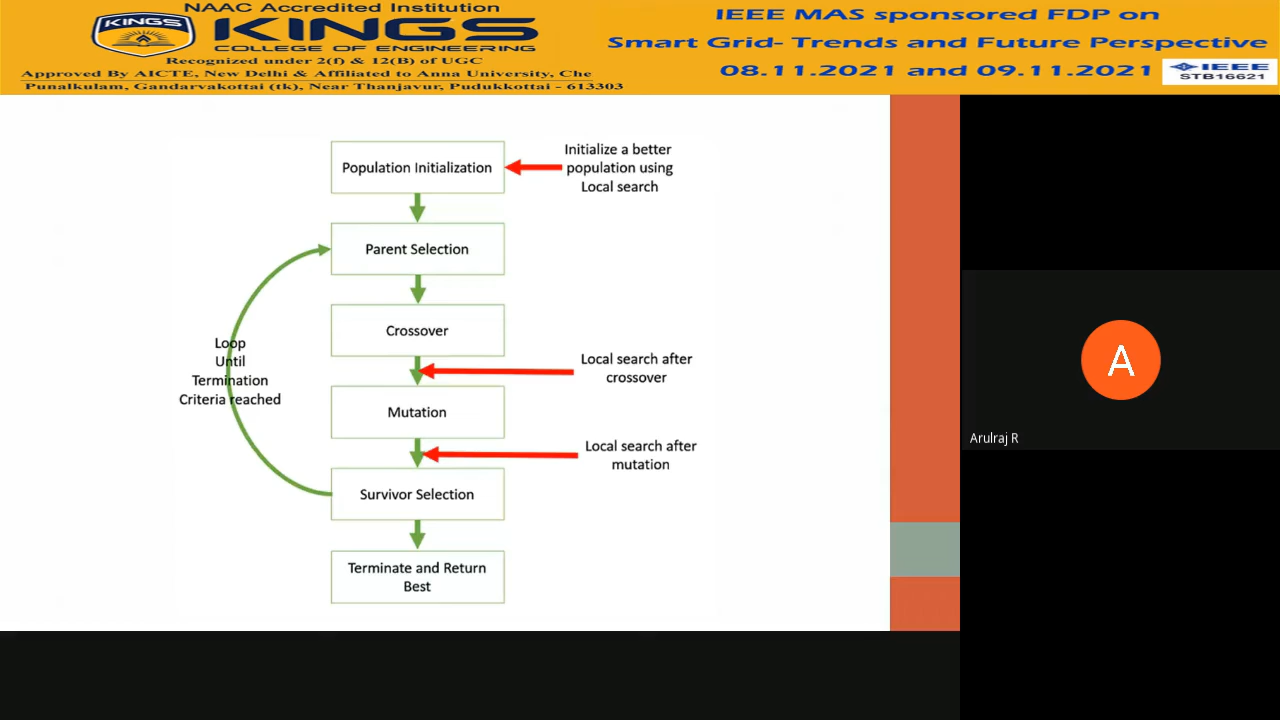 NAAC Accredited Institution
KINGS
KINGS
COLLEGE OF ENGINEERING
Recognized under 2(f) & 12(B) of UGC
Approved By AICTE, New Delhi & Affiliated to Anna University, Che
Punalkulam, Gandarvakottai (tk), Near Thanjavur, Pudukkottai - 613303
IEEE MAS sponsored FDP on
Smart Grid- Trends and Future Perspective
08.11.2021 and 09.11.2021
IEEE
STB16621
Population Initialization
Initialize a better
population using
Local search
Parent Selection
Crossover
Local search after
crossover
Loop
Until
Termination
Criteria reached
Mutation
Local search after
mutation
Survivor Selection
Terminate and Return
Best
A
Arulraj R